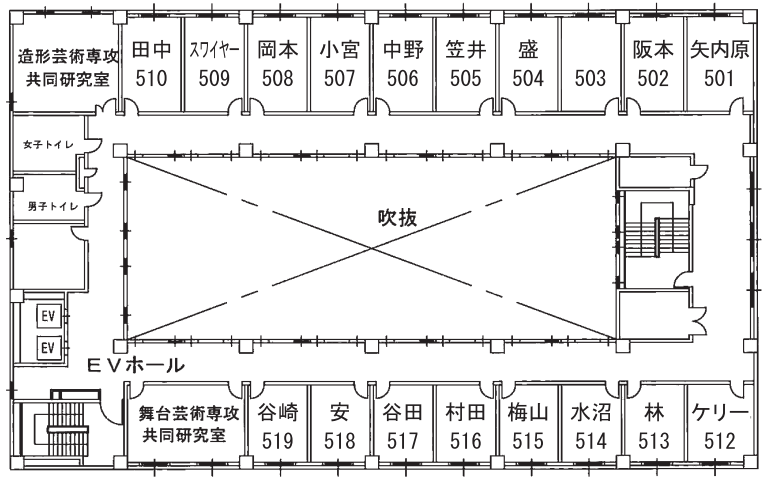 造形芸術専攻
共同研究室
田中
510
スワイヤー
509
岡本
508
小宮
507
中野
506
笠井
505
盛
504
503
阪本
502
矢内原
501
女子トイレ
男子トイレ
吹抜
EV
EV
EVホール
舞台芸術専攻
共同研究室
谷崎
519
安
518
谷田
517
村田
516
梅山
515
水沼
514
林
513
ケリー
512